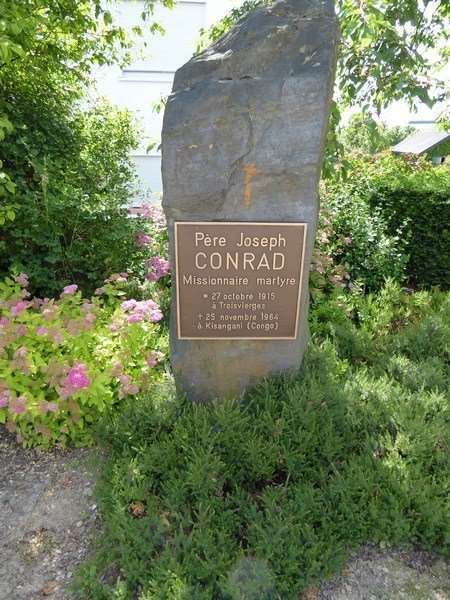 Père Joseph
CONRAD
Missionnaire martyre
* 27 octobre 1915
à Troisvierges
† 25 novembre 1964
à Kisangani (Congo)